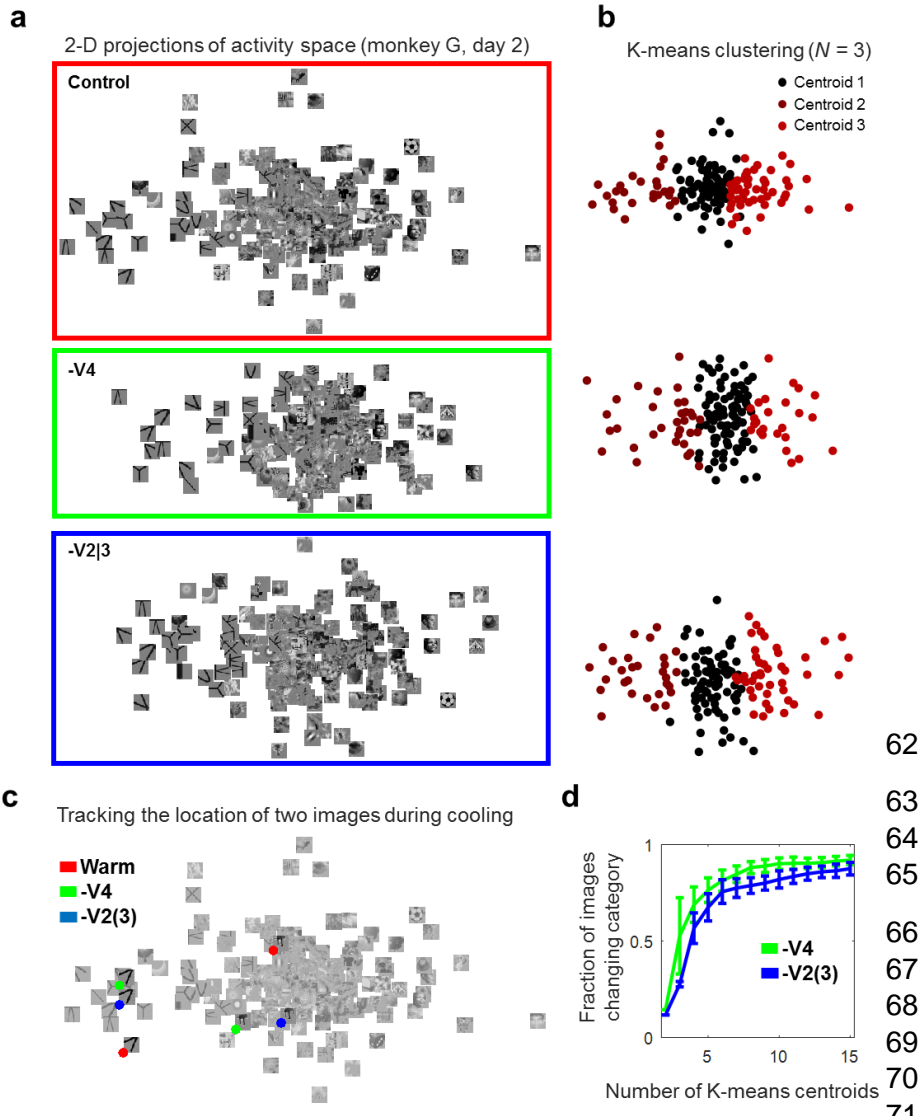 a
2-D projections of activity space (monkey G, day 2)
Control
-V4
-V2|3
b
K-means clustering (N = 3)
Centroid 1
Centroid 2
Centroid 3
62
c
Tracking the location of two images during cooling
Warm
-V4
-V2(3)
d
Fraction of images
changing category
1
0.5
0
-V4
-V2(3)
5
10
15
Number of K-means centroids
63
64
65
66
67
68
69
70
71